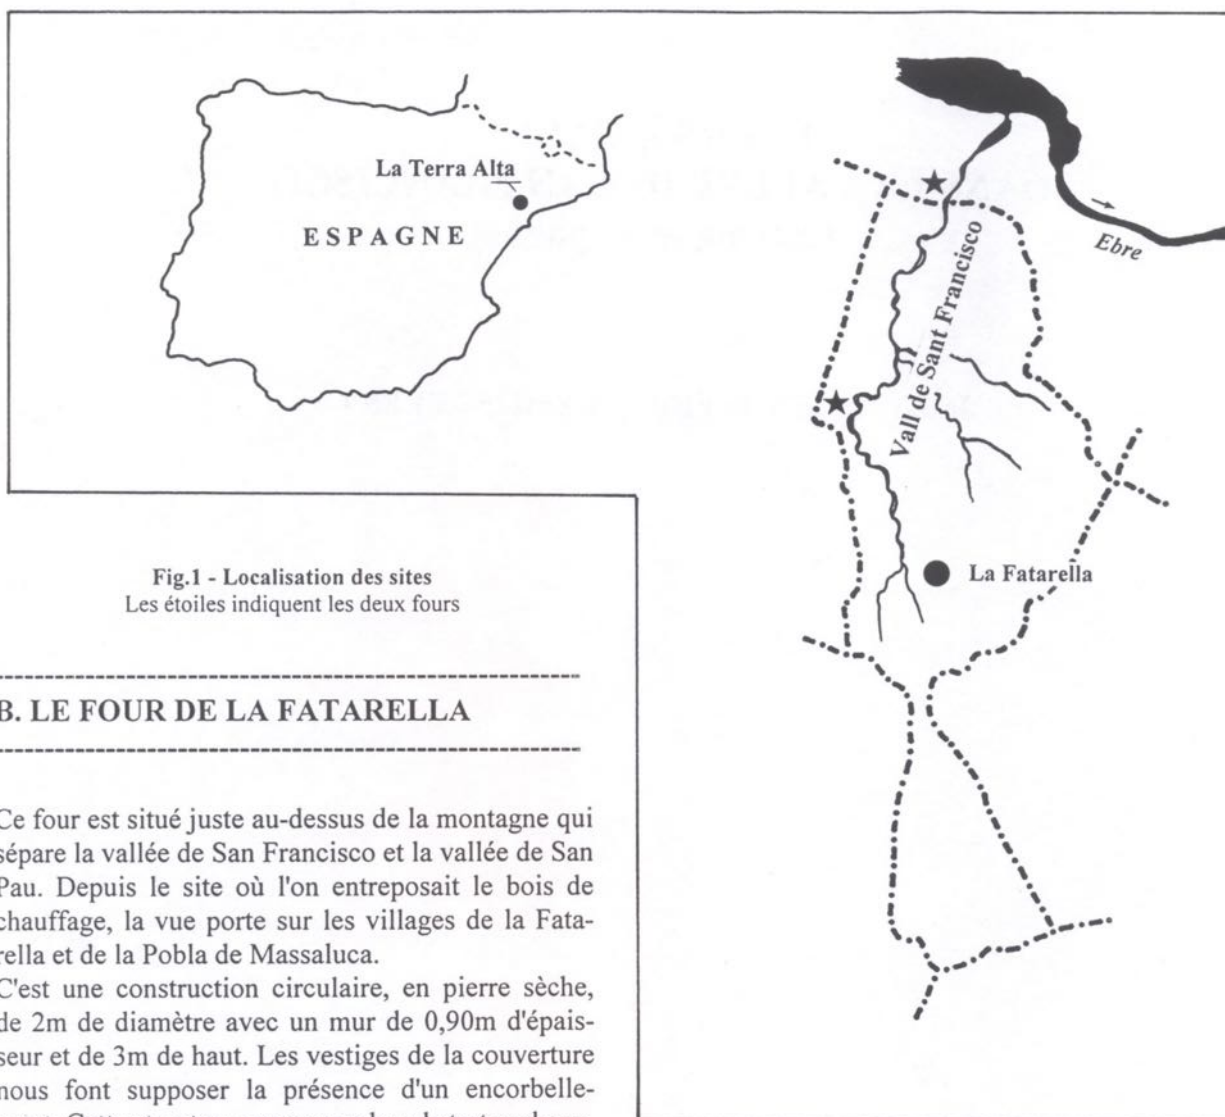 La Terra Alta
ESPAGNE
Ebre
Vall de Sant Francisco
La Fatarella
Fig.1 - Localisation des sites
Les étoiles indiquent les deux fours
B. LE FOUR DE LA FATARELLA
Ce four est situé juste au-dessus de la montagne qui
sépare la vallée de San Francisco et la vallée de San
Pau. Depuis le site où l'on entreposait le bois de
chauffage, la vue porte sur les villages de la Fata-
rella et de la Pobla de Massaluca.
C'est une construction circulaire, en pierre sèche,
de 2m de diamètre avec un mur de 0,90m d'épais-
seur et de 3m de haut. Les vestiges de la couverture
nous font supposer la présence d'un encorbelle-